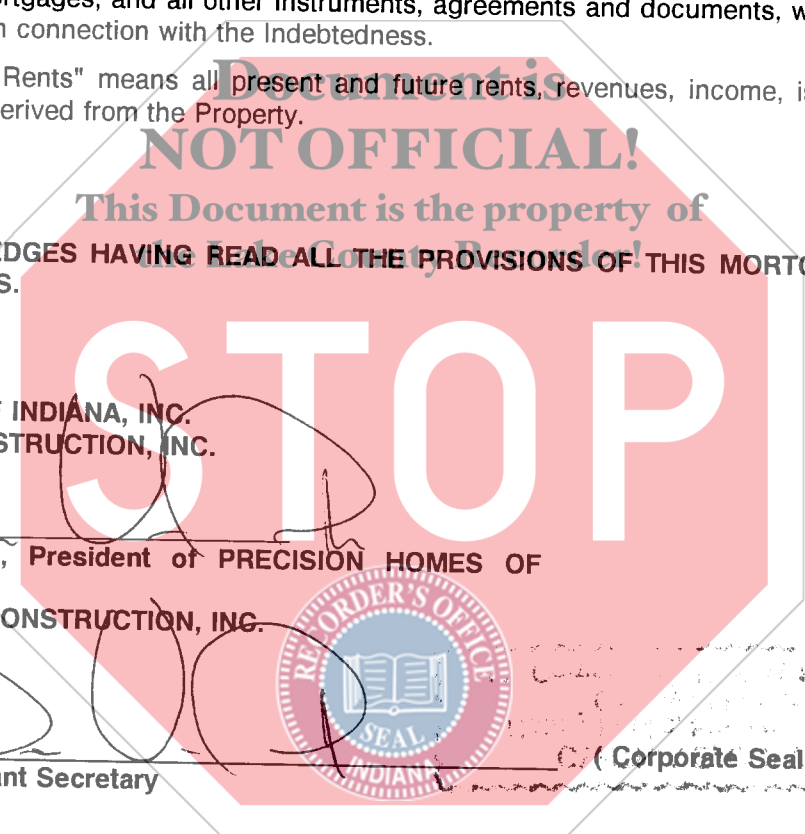 rtgages, and all other instruments, agreements and documents, w
n connection with the Indebtedness.
Rents" means all present and future rents, revenues, income, is
erived from the Property.
Document is
NOT OFFICIAL!
This Document is the property of
the Lake County Recorder!
EDGES HAVING READ ALL THE PROVISIONS OF THIS MORTG
S.
STOP
F INDIANA, INC.
STRUCTION, INC.
, President of PRECISION HOMES OF
ONSTRUCTION, INC.
RECORDER'S OFFICE
SEAL
INDIANA
( Corporate Seal
nt Secretary